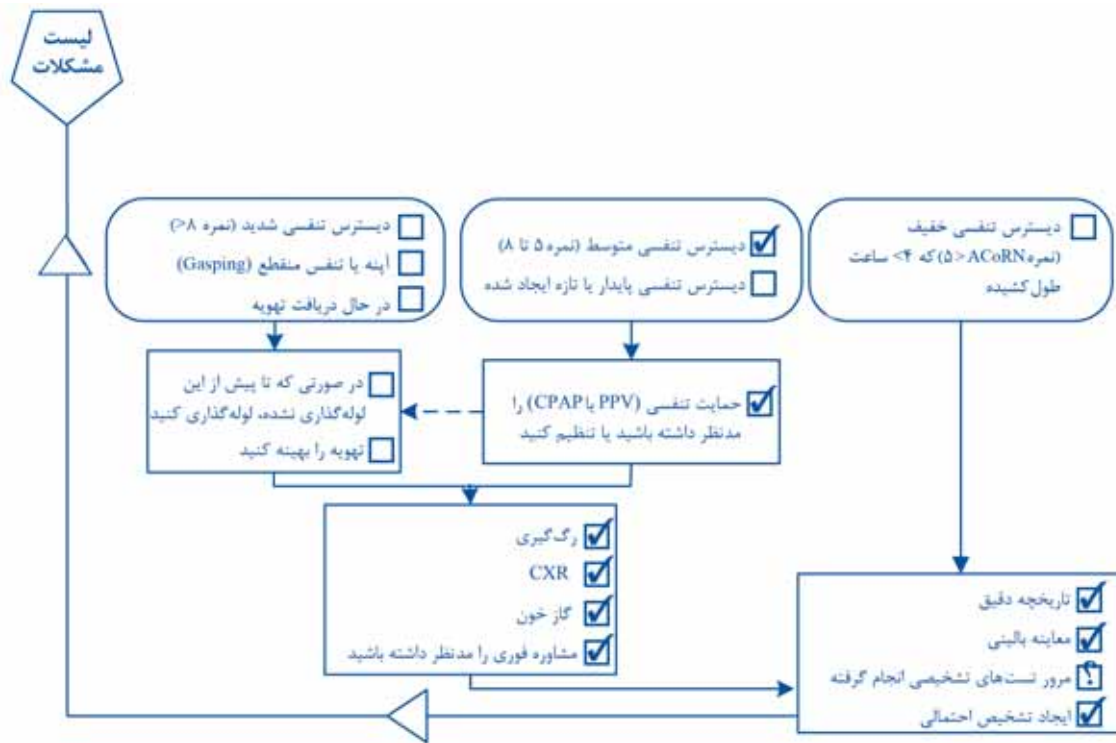 لیست
مشکلات
دیسترس تنفسی خفیف
(نمره ACoRN < ۵) که ۴> ساعت
طول کشیده
دیسترس تنفسی متوسط (نمره ۵ تا ۸)
دیسترس تنفسی پایدار یا تازه ایجاد شده
دیسترس تنفسی شدید (نمره ۸<)
آپنه یا تنفس منقطع (Gasping)
در حال دریافت تهویه
حمایت تنفسی (PPV یا CPAP) را
مدنظر داشته باشید یا تنظیم کنید
در صورتی که تا پیش از این
لوله‌گذاری نشده، لوله‌گذاری کنید
تهویه را بهینه کنید
رگ‌گیری
CXR
گاز خون
مشاوره فوری را مدنظر داشته باشید
تاریخچه دقیق
معاینه بالینی
؟ مرور تست‌های تشخیصی انجام گرفته
ایجاد تشخیص احتمالی